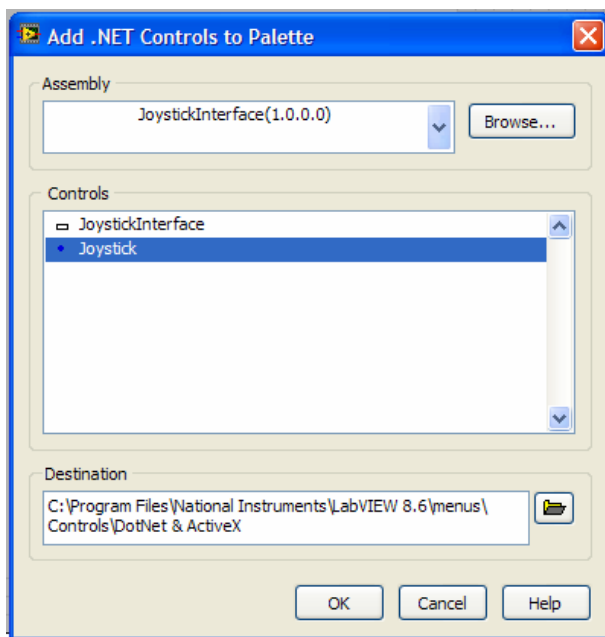 Add .NET Controls to Palette
Assembly
JoystickInterface(1.0.0.0)
Browse...
Controls
JoystickInterface
Joystick
Destination
C:\Program Files\National Instruments\LabVIEW 8.6\menus\
Controls\DotNet & ActiveX
OK
Cancel
Help